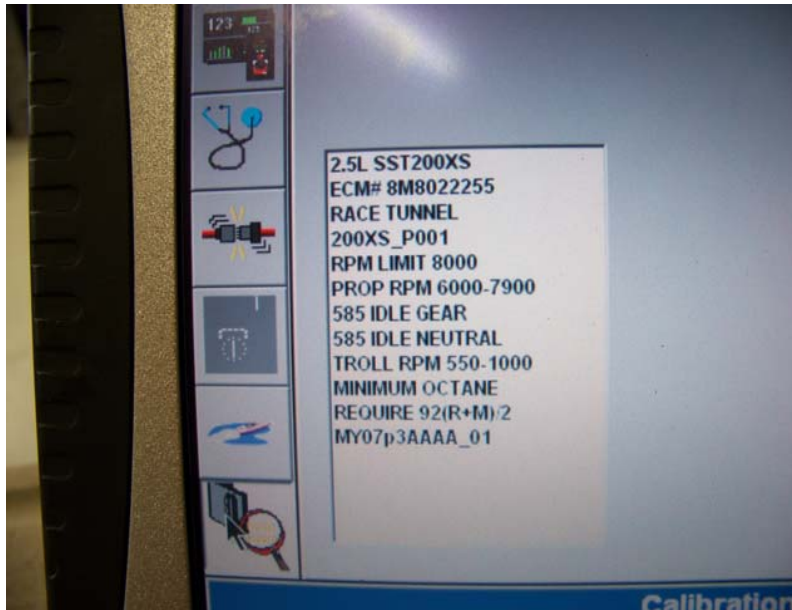 123
2.5L SST200XS
ECM# 8M8022255
RACE TUNNEL
200XS_P001
RPM LIMIT 8000
PROP RPM 6000-7900
585 IDLE GEAR
585 IDLE NEUTRAL
TROLL RPM 550-1000
MINIMUM OCTANE
REQUIRE 92(R+M)/2
MY07p3AAAA_01
Calibration